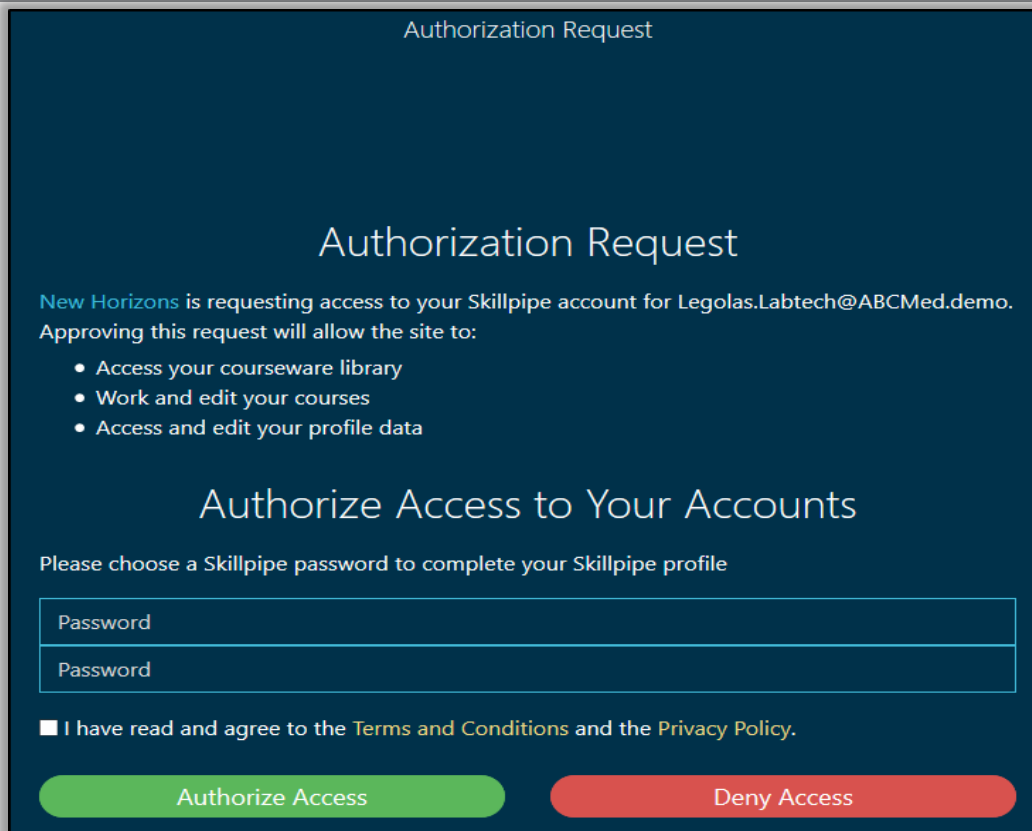 Authorization Request
Authorization Request
New Horizons is requesting access to your Skillpipe account for Legolas.Labtech@ABCMed.demo.
Approving this request will allow the site to:
• Access your courseware library
• Work and edit your courses
• Access and edit your profile data
Authorize Access to Your Accounts
Please choose a Skillpipe password to complete your Skillpipe profile
Password
Password
I have read and agree to the Terms and Conditions and the Privacy Policy.
Authorize Access Deny Access